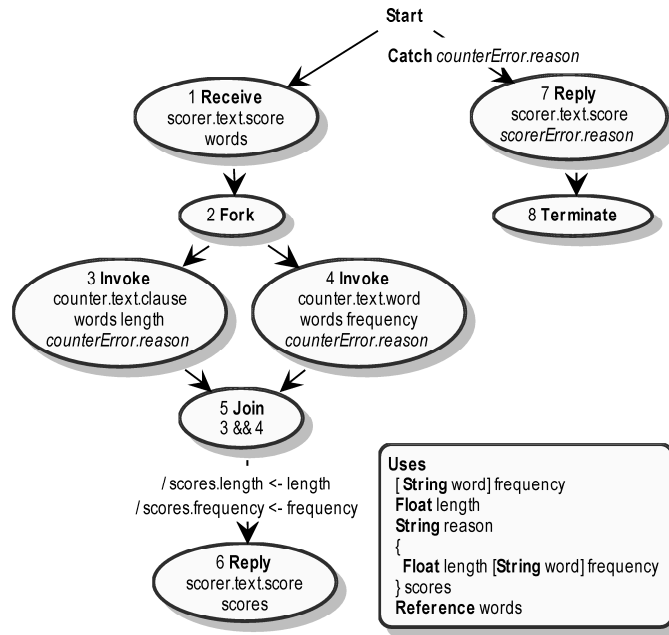 Start
Catch counterError.reason
1 Receive
scorer.text.score
words
7 Reply
scorer.text.score
scorerError.reason
2 Fork
8 Terminate
3 Invoke
counter.text.clause
words length
counterError.reason
4 Invoke
counter.text.word
words frequency
counterError.reason
5 Join
3 && 4
/ scores.length <- length
/ scores.frequency <- frequency
6 Reply
scorer.text.score
scores
Uses
[ String word] frequency
Float length
String reason
{
Float length [String word] frequency
} scores
Reference words